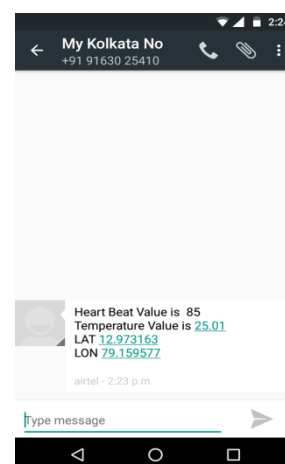 2:24
My Kolkata No
+91 91630 25410
Heart Beat Value is 85
Temperature Value is 25.01
LAT 12.973163
LON 79.159577
airtel - 2:23 p.m.
Type message